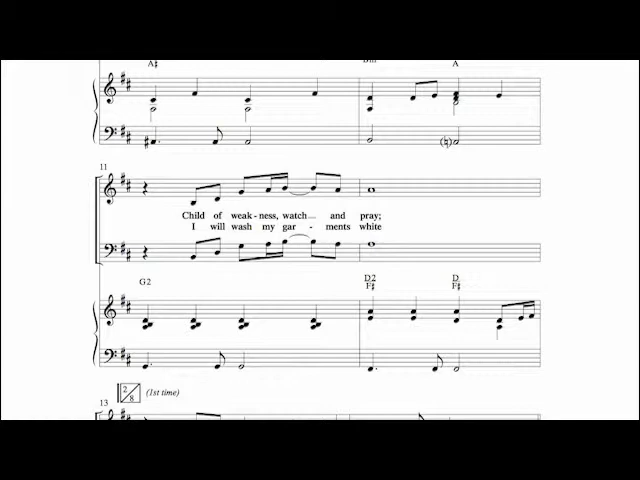 A♯ A
11
Child of weak - ness, watch and pray;
I will wash my gar - ments white
G2 D2 D
F♯ F♯
13 2/8 (1st time)